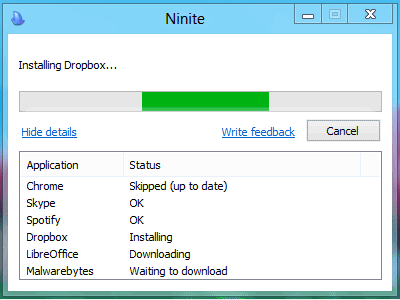 Ninite
Installing Dropbox...
Hide details Write feedback Cancel
Application Status
Chrome Skipped (up to date)
Skype OK
Spotify OK
Dropbox Installing
LibreOffice Downloading
Malwarebytes Waiting to download